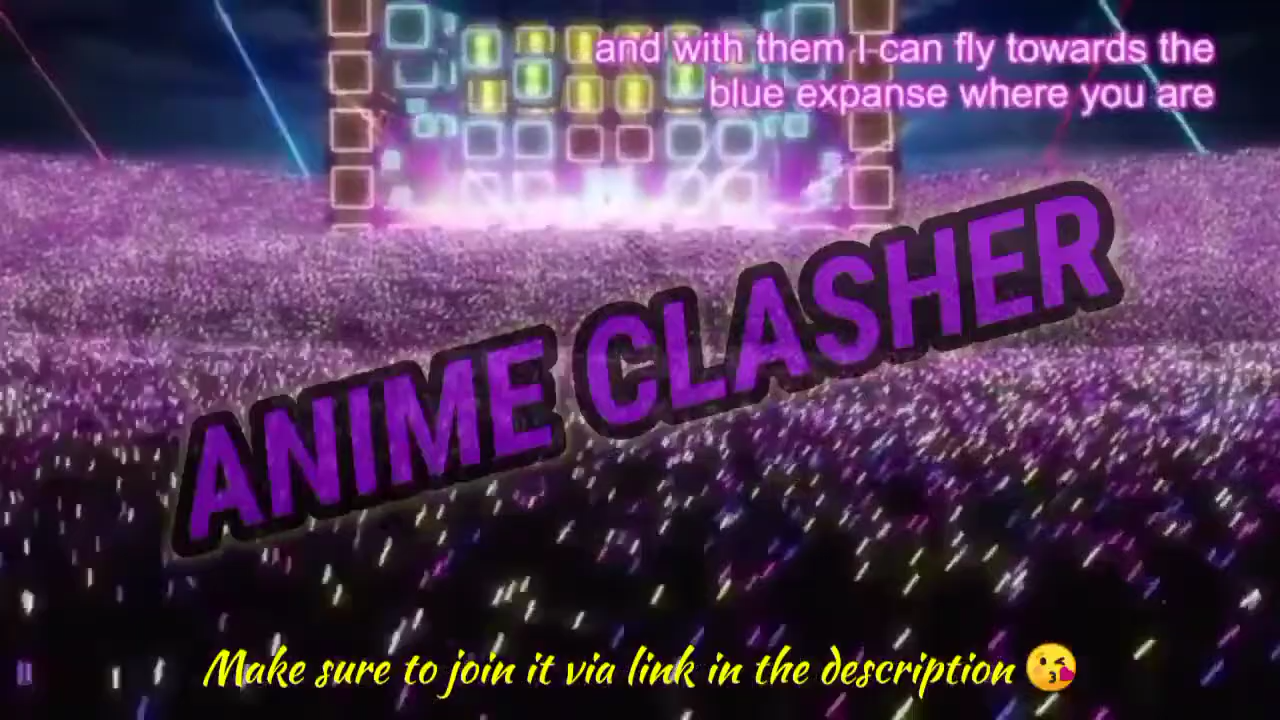 and with them I can fly towards the
blue expanse where you are
ANIME CLASHER
Make sure to join it via link in the description 😘